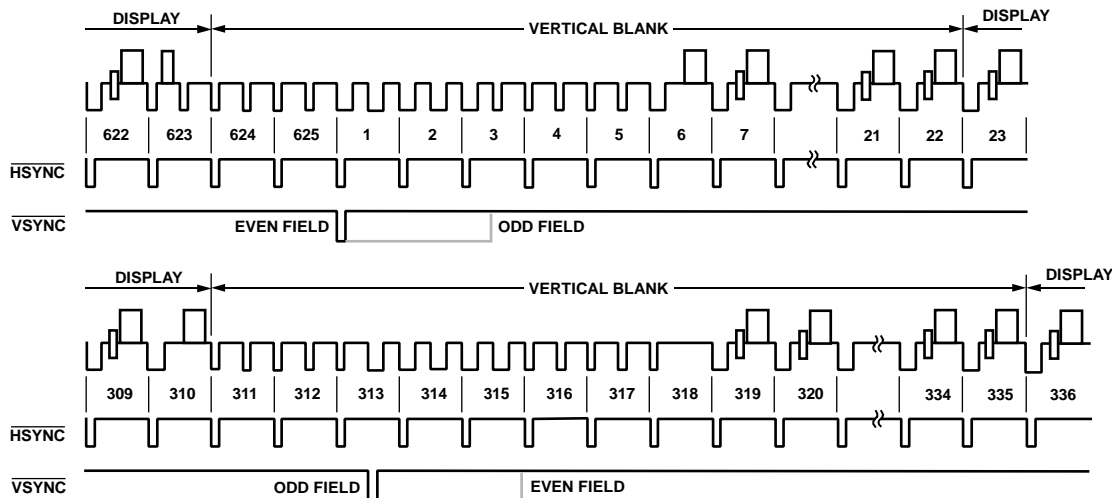 DISPLAY VERTICAL BLANK DISPLAY
622 623 624 625 1 2 3 4 5 6 7 21 22 23
HSYNC
VSYNC EVEN FIELD ODD FIELD
DISPLAY VERTICAL BLANK DISPLAY
309 310 311 312 313 314 315 316 317 318 319 320 334 335 336
HSYNC
VSYNC ODD FIELD EVEN FIELD